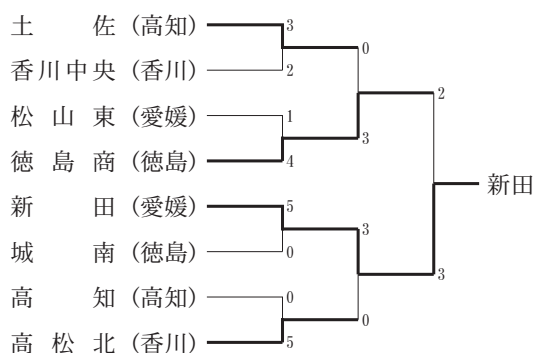 土佐(高知)
香川中央(香川)
松山東(愛媛)
徳島商(徳島)
新田(愛媛)
城南(徳島)
高知(高知)
高松北(香川)
3
2
1
4
5
0
0
5
0
3
3
0
2
3
新田